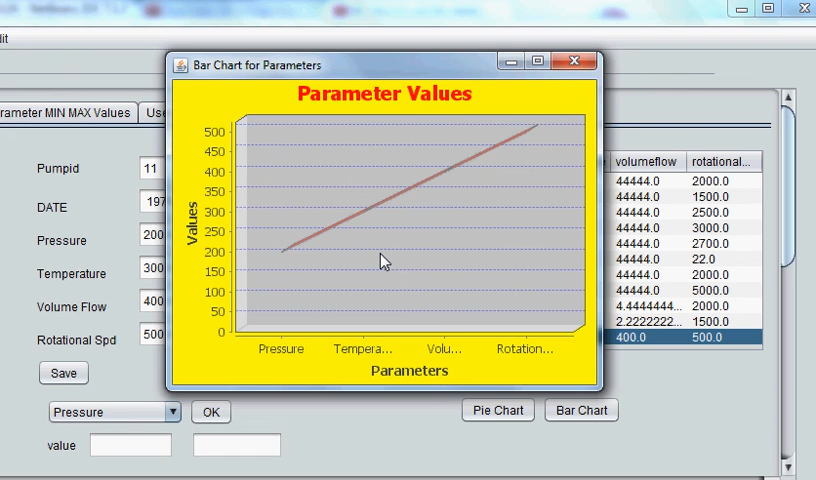 dit
Bar Chart for Parameters
rameter MIN MAX Values
Use
Parameter Values
Pumpid
11
DATE
197
Pressure
200
Temperature
300
Volume Flow
400
Rotational Spd
500
Save
Pressure
OK
value
500
450
400
350
300
250
200
150
100
50
0
Values
Pressure
Tempera...
Volu...
Rotation...
Parameters
volumeflow rotational...
44444.0 2000.0
44444.0 1500.0
44444.0 2500.0
44444.0 3000.0
44444.0 2700.0
44444.0 22.0
44444.0 2000.0
44444.0 5000.0
4.4444444... 2000.0
2.2222222... 1500.0
400.0 500.0
Pie Chart
Bar Chart